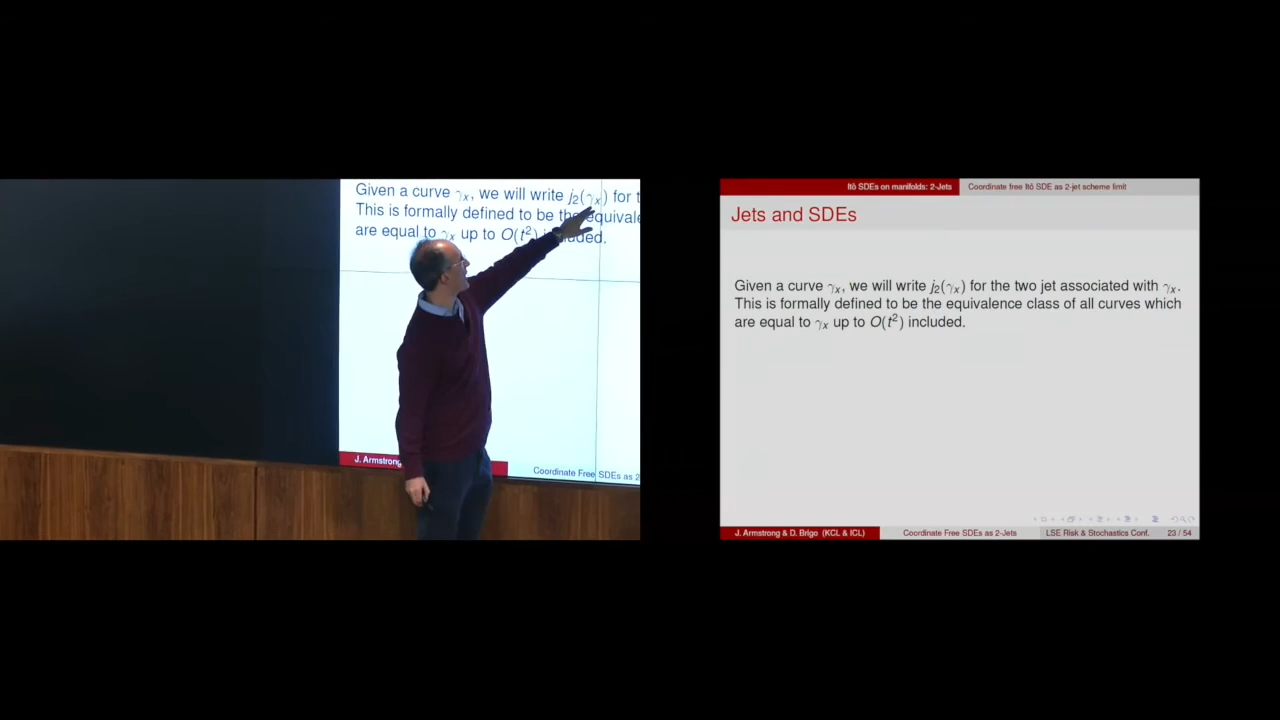 Given a curve γx, we will write j2(γx) for t
This is formally defined to be the equivale
are equal to γx up to O(t²) included.
J. Armstrong
Coordinate Free SDEs as 2
Itô SDEs on manifolds: 2-Jets
Coordinate free Itô SDE as 2-jet scheme limit
Jets and SDEs
Given a curve γx, we will write j2(γx) for the two jet associated with γx.
This is formally defined to be the equivalence class of all curves which
are equal to γx up to O(t²) included.
J. Armstrong & D. Brigo (KCL & ICL)
Coordinate Free SDEs as 2-Jets
LSE Risk & Stochastics Conf.
23 / 54